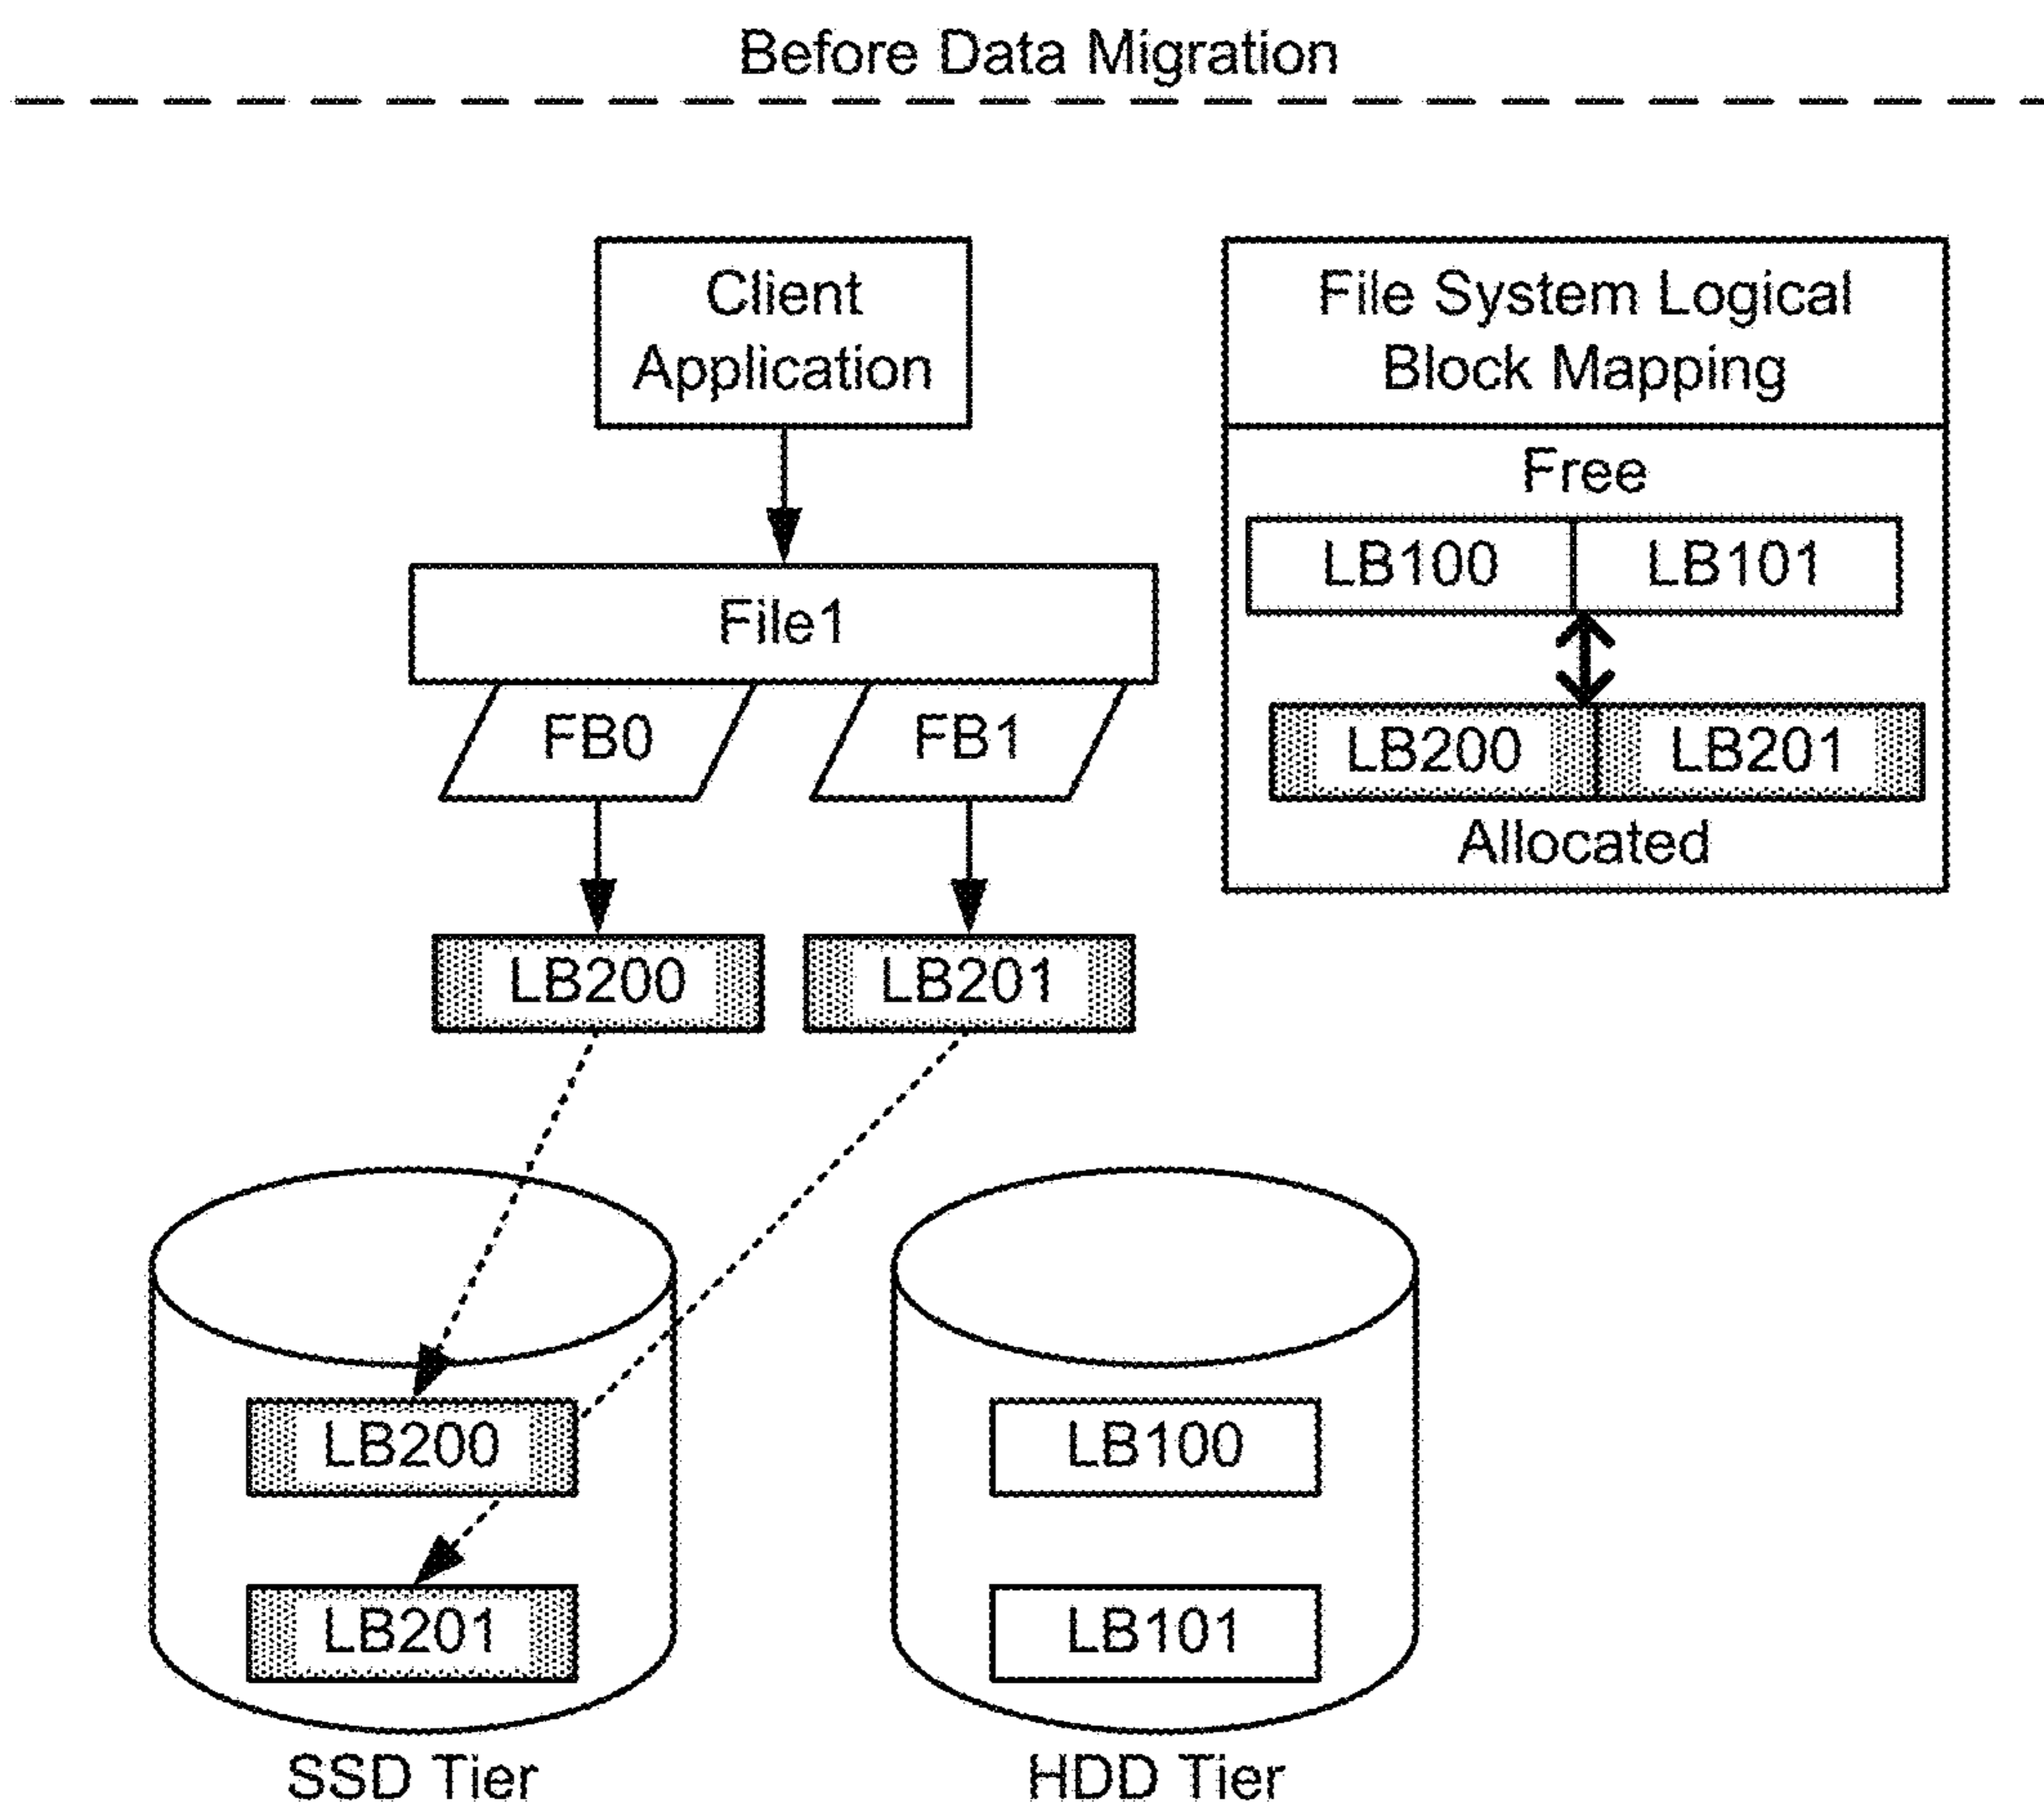 Before Data Migration
Client
Application
File System Logical
Block Mapping
Free
LB100
LB101
LB200
LB201
Allocated
File1
FB0
FB1
LB200
LB201
LB200
LB201
SSD Tier
LB100
LB101
HDD Tier